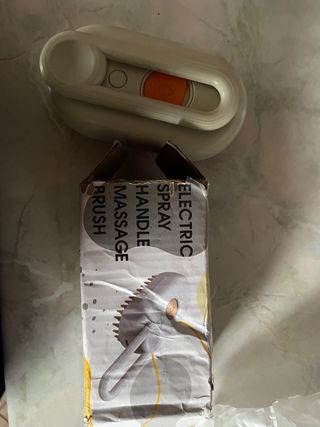 ELECTRIC
SPRAY
HANDLE
MASSAGE
BRUSH